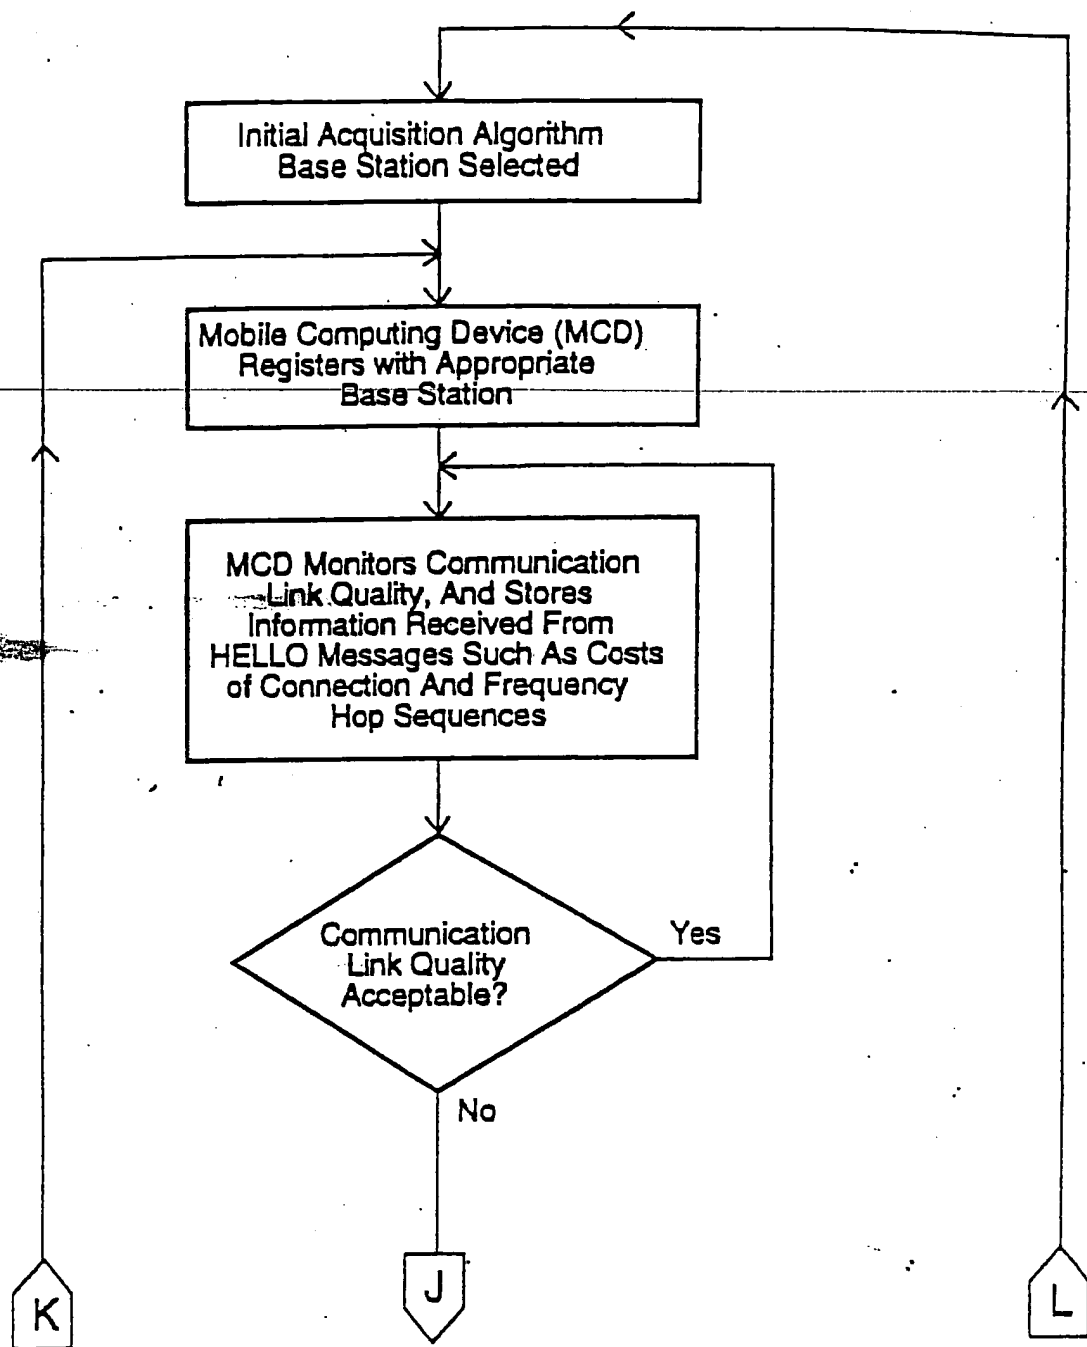 Initial Acquisition Algorithm
Base Station Selected
Mobile Computing Device (MCD)
Registers with Appropriate
Base Station
MCD Monitors Communication
Link Quality, And Stores
Information Received From
HELLO Messages Such As Costs
of Connection And Frequency
Hop Sequences
Communication
Link Quality
Acceptable?
Yes
No
K
J
L